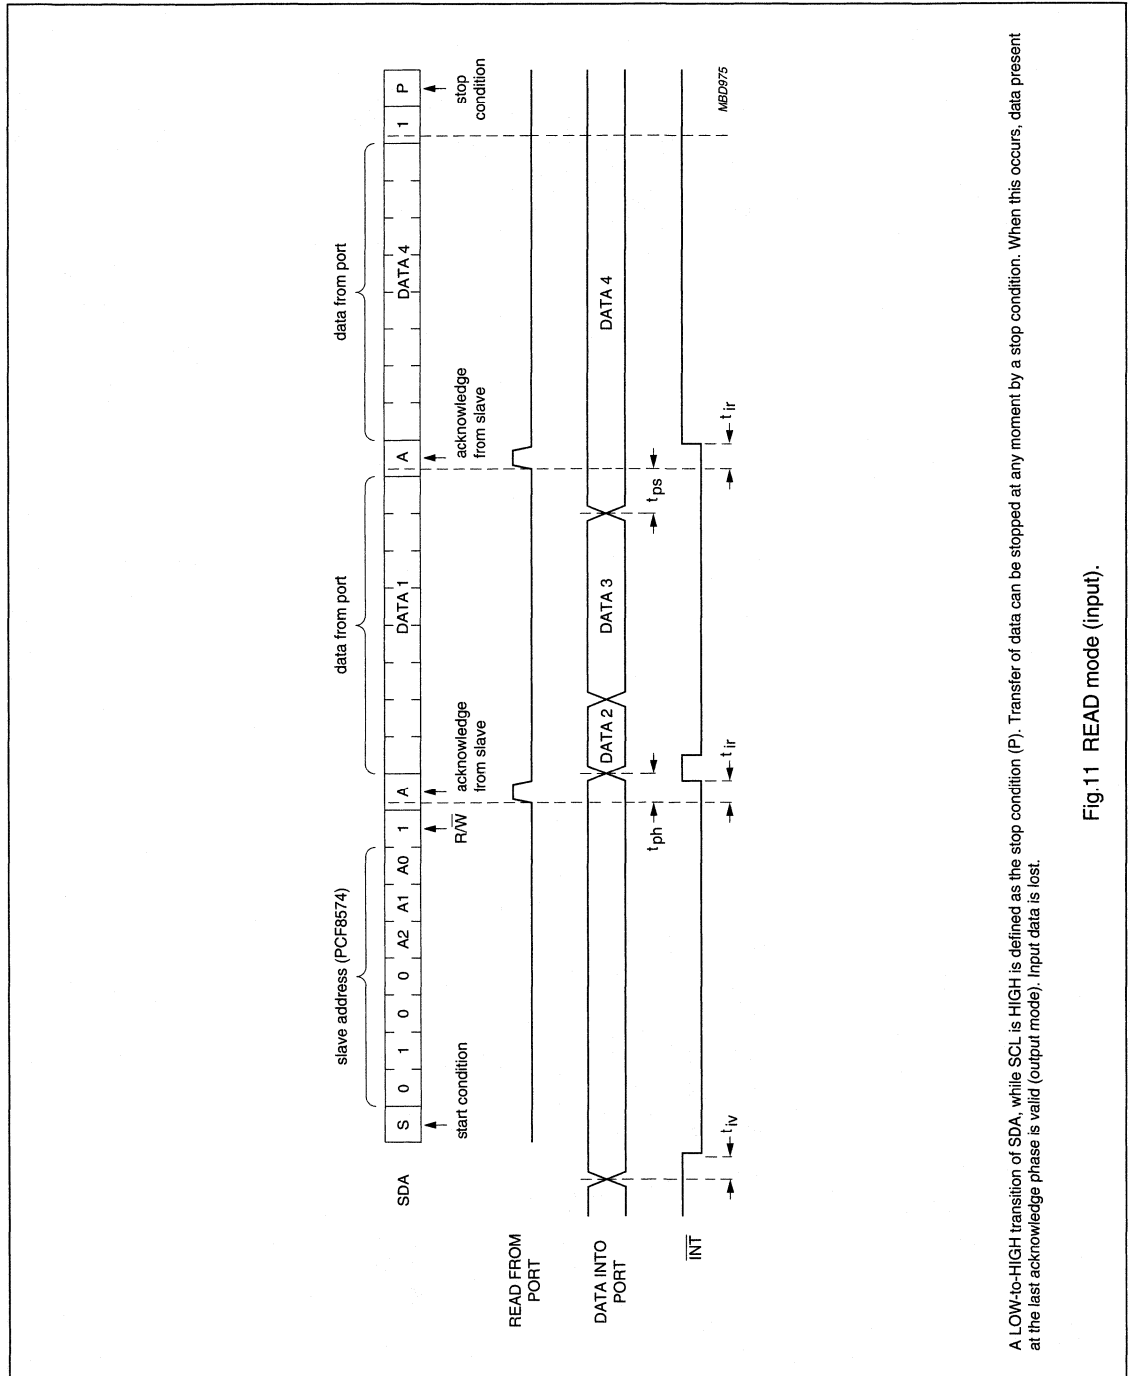 slave address (PCF8574)
data from port
data from port
SDA
S 0 1 0 0 A2 A1 A0 1 A DATA 1 A DATA 4 1 P
start condition
R/W
acknowledge
from slave
acknowledge
from slave
stop
condition
READ FROM
PORT
DATA INTO
PORT
DATA 2
DATA 3
DATA 4
t ph
t ps
INT
t iv
t ir
t ir
MBD975
A LOW-to-HIGH transition of SDA, while SCL is HIGH is defined as the stop condition (P). Transfer of data can be stopped at any moment by a stop condition. When this occurs, data present
at the last acknowledge phase is valid (output mode). Input data is lost.
Fig.11 READ mode (input).